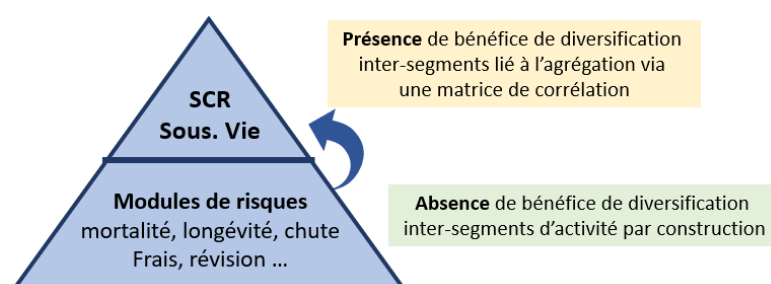 Présence de bénéfice de diversification
inter-segments lié à l'agrégation via
une matrice de corrélation
SCR
Sous. Vie
Modules de risques
mortalité, longévité, chute
Frais, révision ...
Absence de bénéfice de diversification
inter-segments d'activité par construction